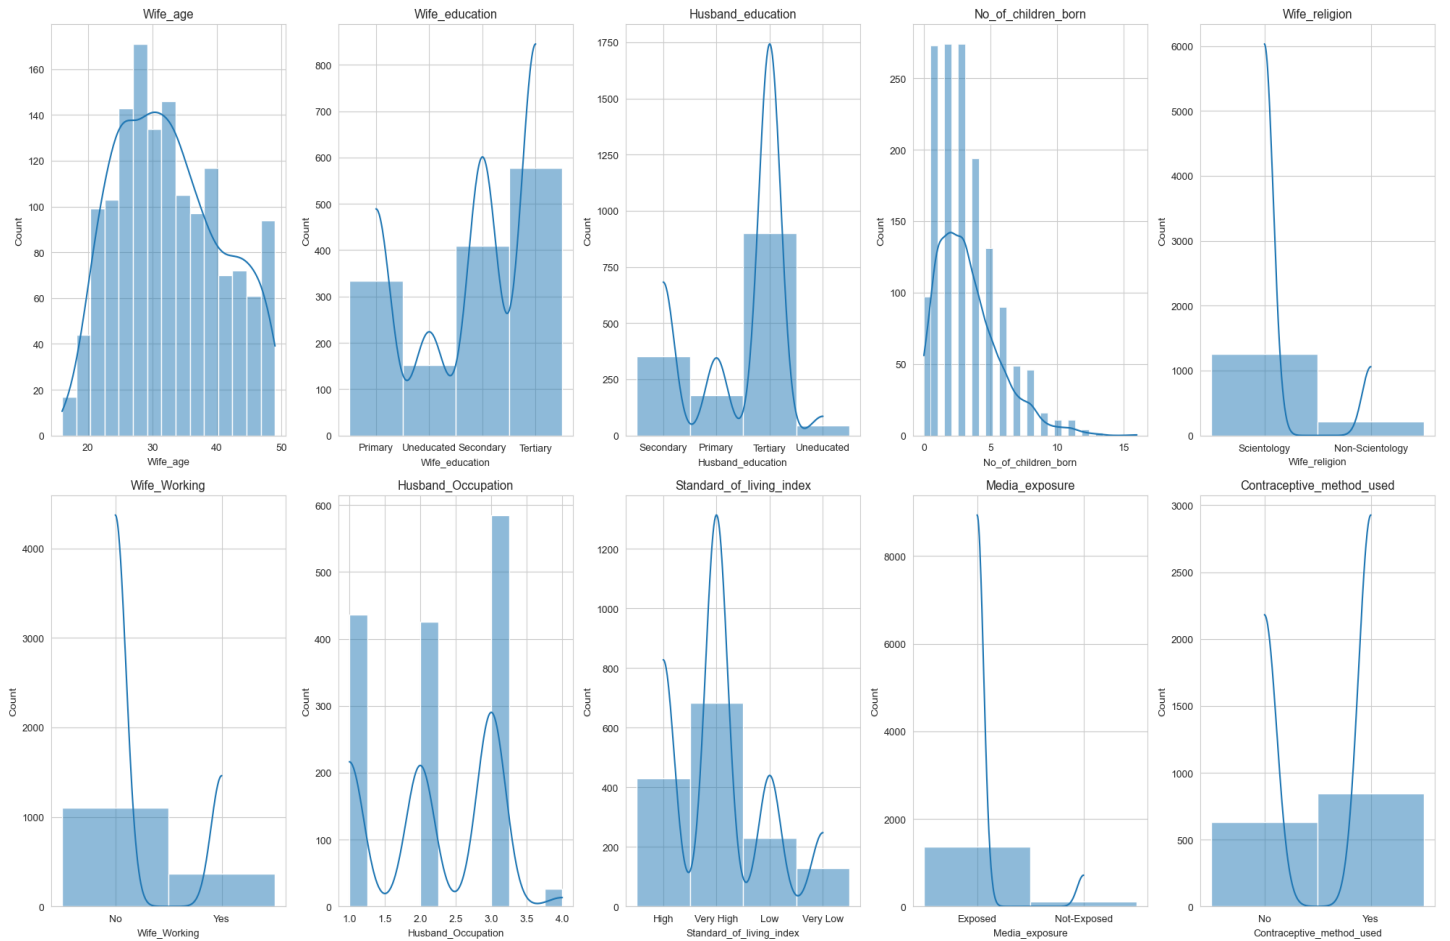 Wife_age
Count
160
140
120
100
80
60
40
20
0
20 30 40 50
Wife_age
Wife_education
Count
800
700
600
500
400
300
200
100
0
Primary Uneducated Secondary Tertiary
Wife_education
Husband_education
Count
1750
1500
1250
1000
750
500
250
0
Secondary Primary Tertiary Uneducated
Husband_education
No_of_children_born
Count
250
200
150
100
50
0
0 5 10 15
No_of_children_born
Wife_religion
Count
6000
5000
4000
3000
2000
1000
0
Scientology Non-Scientology
Wife_religion
Wife_Working
Count
4000
3000
2000
1000
0
No Yes
Wife_Working
Husband_Occupation
Count
600
500
400
300
200
100
0
1.0 1.5 2.0 2.5 3.0 3.5 4.0
Husband_Occupation
Standard_of_living_index
Count
1200
1000
800
600
400
200
0
High Very High Low Very Low
Standard_of_living_index
Media_exposure
Count
8000
6000
4000
2000
0
Exposed Not-Exposed
Media_exposure
Contraceptive_method_used
Count
3000
2500
2000
1500
1000
500
0
No Yes
Contraceptive_method_used